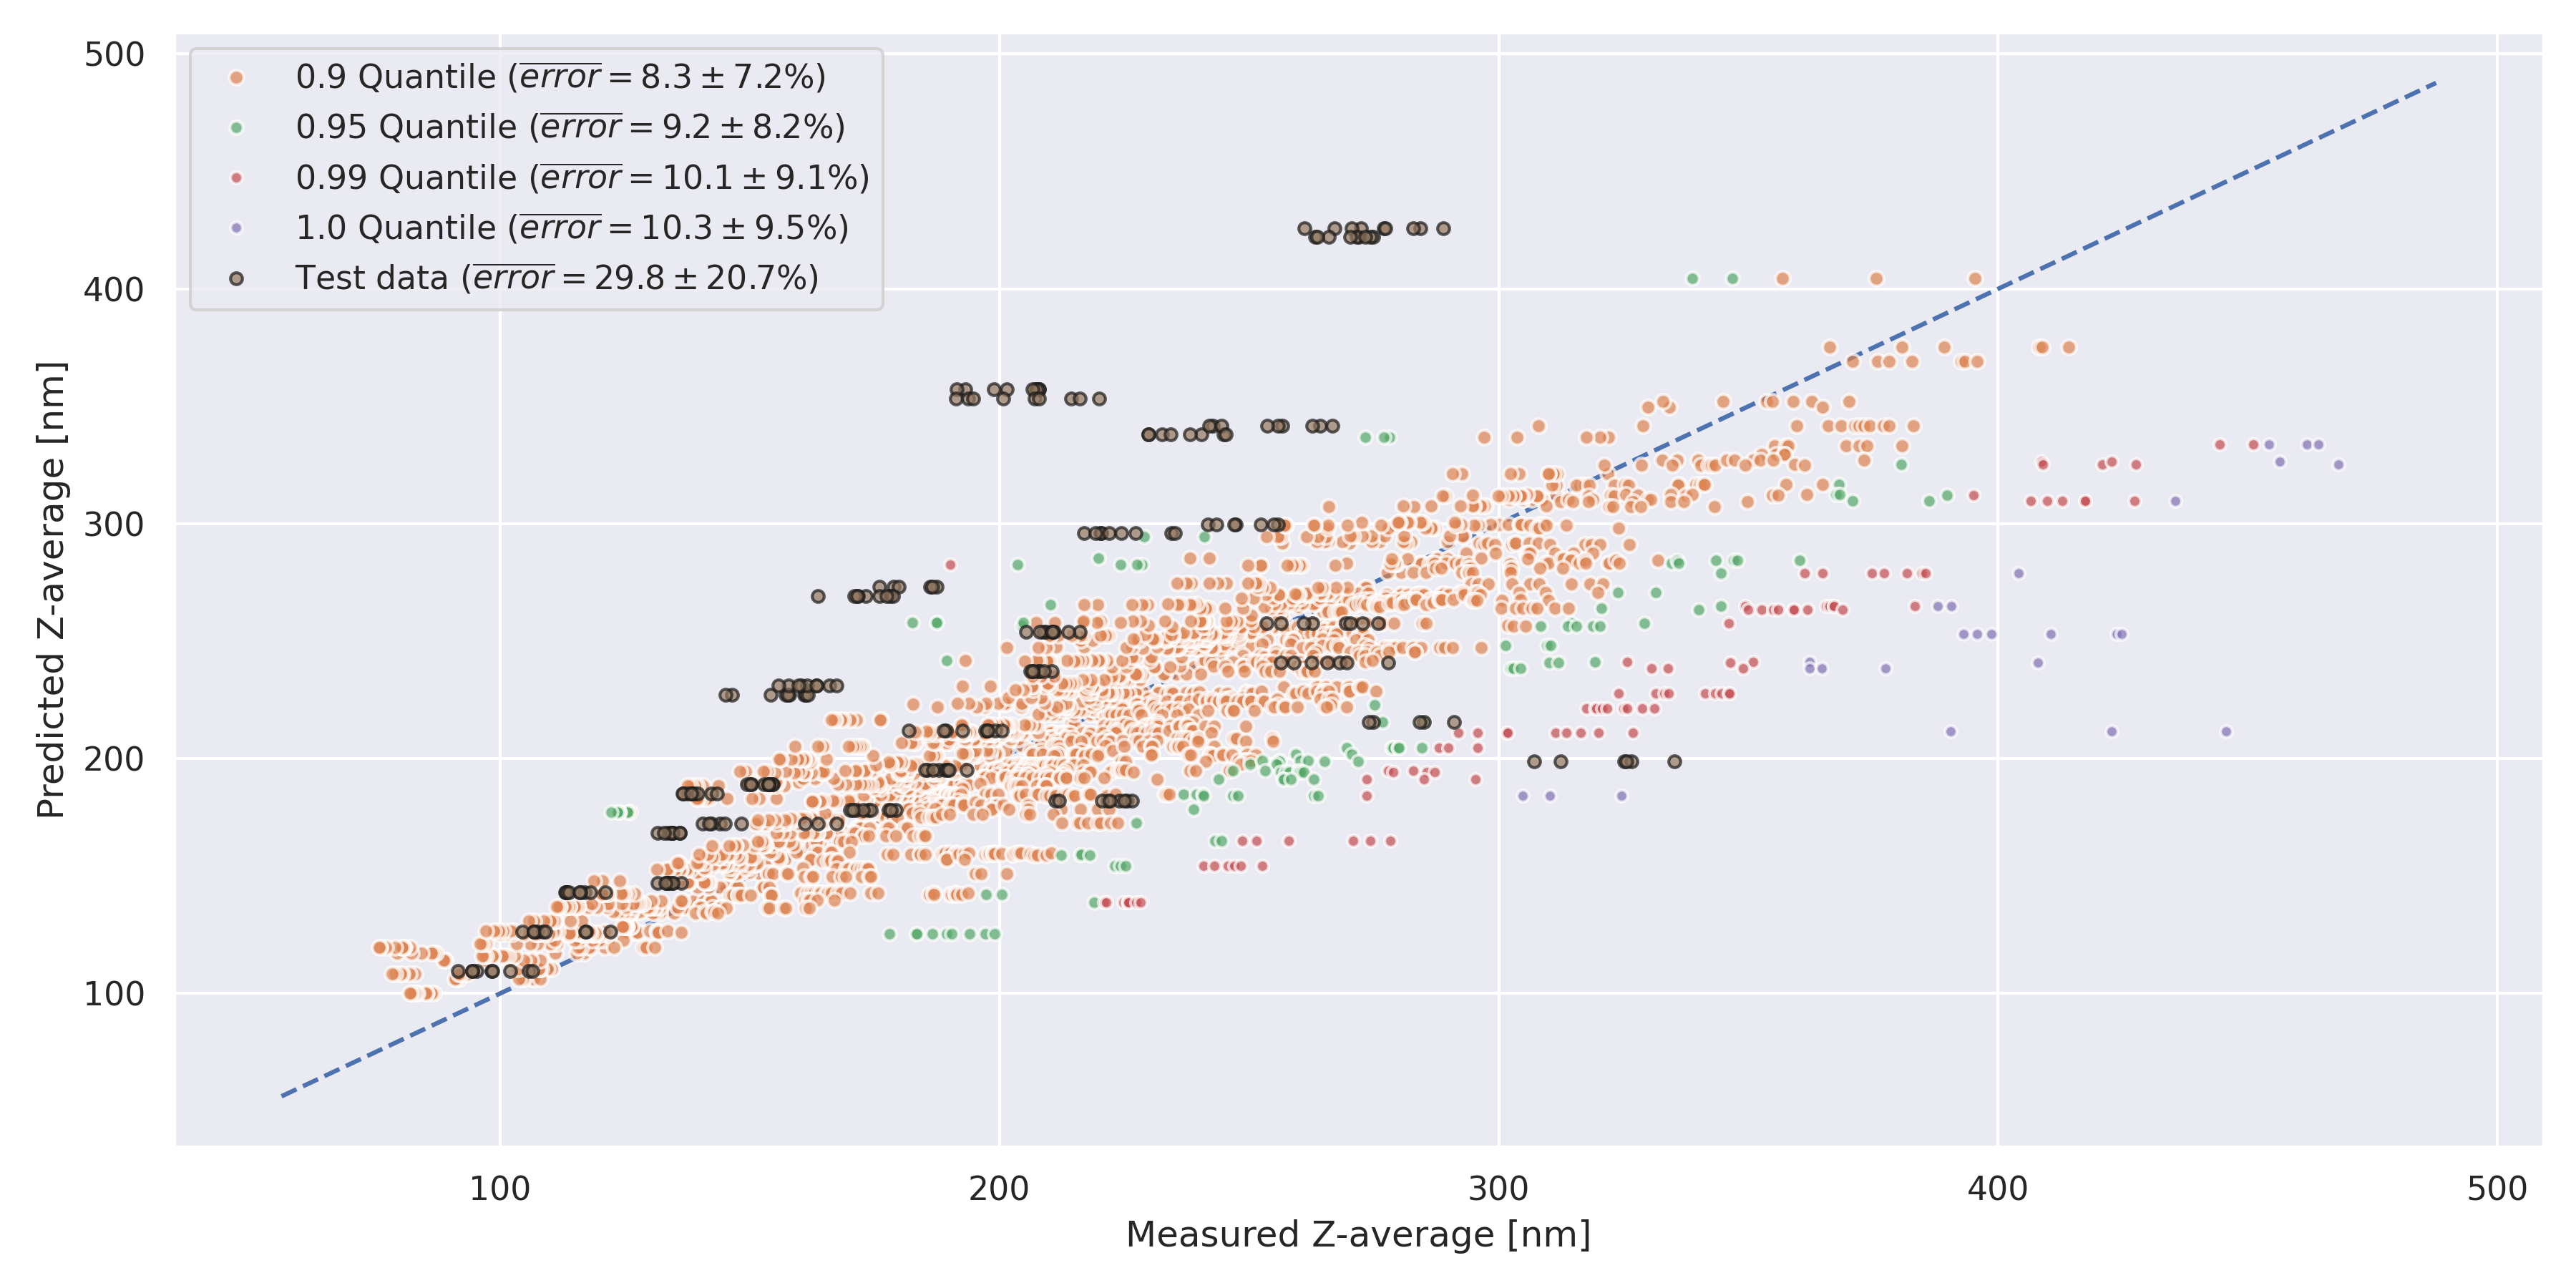 500
400
300
200
100
Predicted Z-average [nm]
0.9 Quantile (error = 8.3 ± 7.2%)
0.95 Quantile (error = 9.2 ± 8.2%)
0.99 Quantile (error = 10.1 ± 9.1%)
1.0 Quantile (error = 10.3 ± 9.5%)
Test data (error = 29.8 ± 20.7%)
100 200 300 400 500
Measured Z-average [nm]